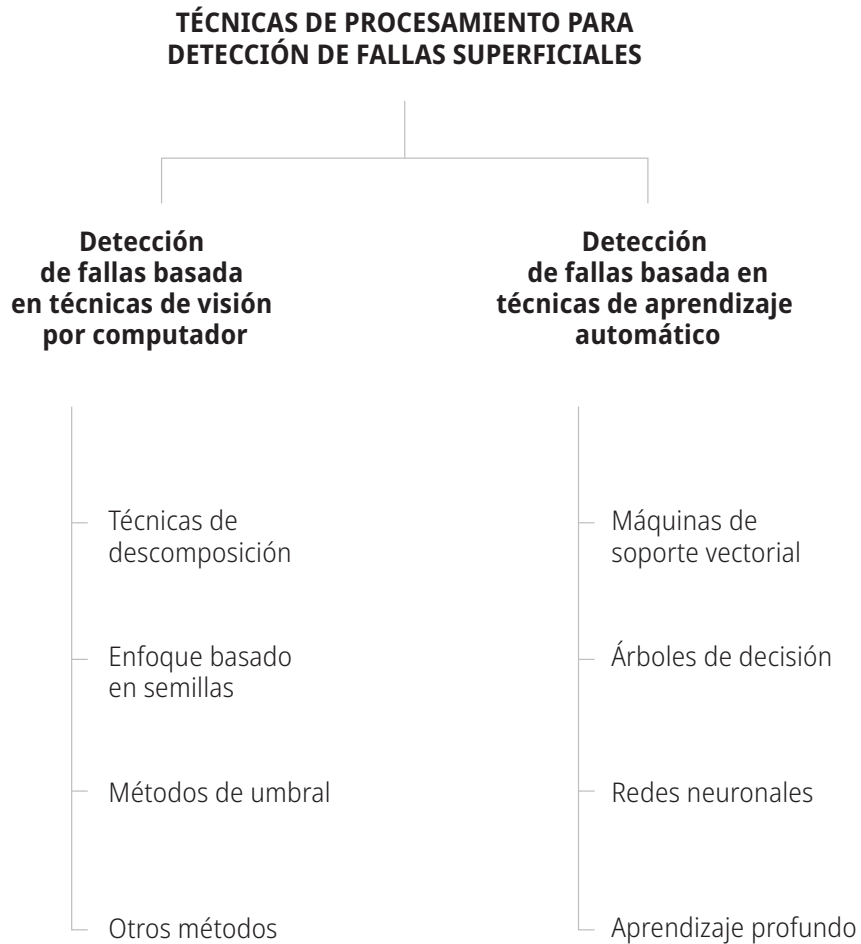 TÉCNICAS DE PROCESAMIENTO PARA
DETECCIÓN DE FALLAS SUPERFICIALES
Detección
de fallas basada
en técnicas de visión
por computador
Técnicas de
descomposición
Enfoque basado
en semillas
Métodos de umbral
Otros métodos
Detección
de fallas basada en
técnicas de aprendizaje
automático
Máquinas de
soporte vectorial
Árboles de decisión
Redes neuronales
Aprendizaje profundo